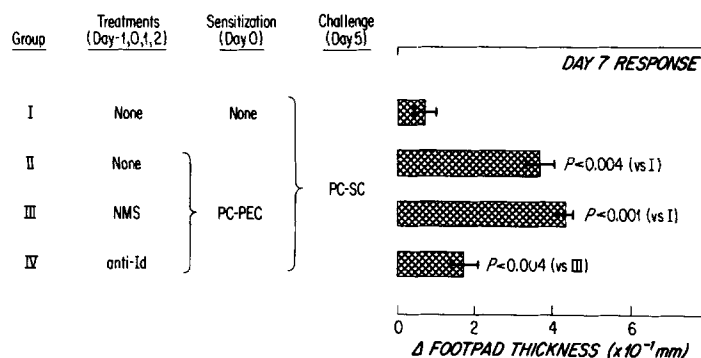 Group Treatments (Day-1,0,1,2) Sensitization (Day 0) Challenge (Day 5)
DAY 7 RESPONSE
I None None
II None P<0.004 (vs I)
PC-SC
III NMS PC-PEC P<0.001 (vs I)
IV anti-Id P<0.004 (vs III)
0 2 4 6
Δ FOOTPAD THICKNESS (x10⁻¹mm)